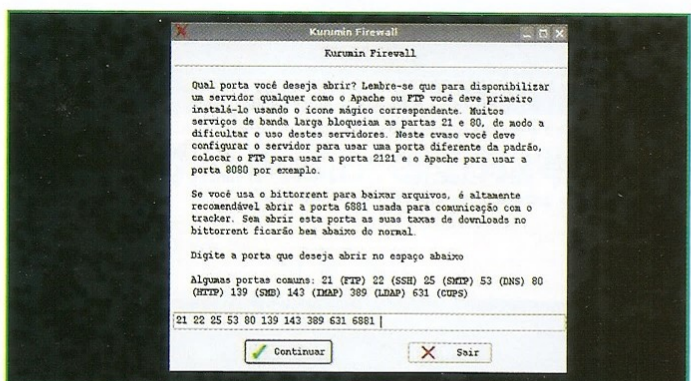 Kurumin Firewall
Kurumin Firewall
Qual porta você deseja abrir? Lembre-se que para disponibilizar
um servidor qualquer como o Apache ou FTP você deve primeiro
instalá-lo usando o ícone mágico correspondente. Muitos
serviços de banda larga bloqueiam as partas 21 e 80, de modo a
dificultar o uso destes servidores. Neste cvaso você deve
configurar o servidor para usar uma porta diferente da padrão,
colocar o FTP para usar a porta 2121 e o Apache para usar a
porta 8080 por exemplo.
Se você usa o bittorrent para baixar arquivos, é altamente
recomendável abrir a porta 6881 usada para comunicação com o
tracker. Sem abrir esta porta as suas taxas de downloads no
bittorrent ficarão bem abaixo do normal.
Digite a porta que deseja abrir no espaço abaixo
Algumas portas comuns: 21 (FTP) 22 (SSH) 25 (SMTP) 53 (DNS) 80
(HTTP) 139 (SMB) 143 (IMAP) 389 (LDAP) 631 (CUPS)
21 22 25 53 80 139 143 389 631 6881
Continuar
Sair